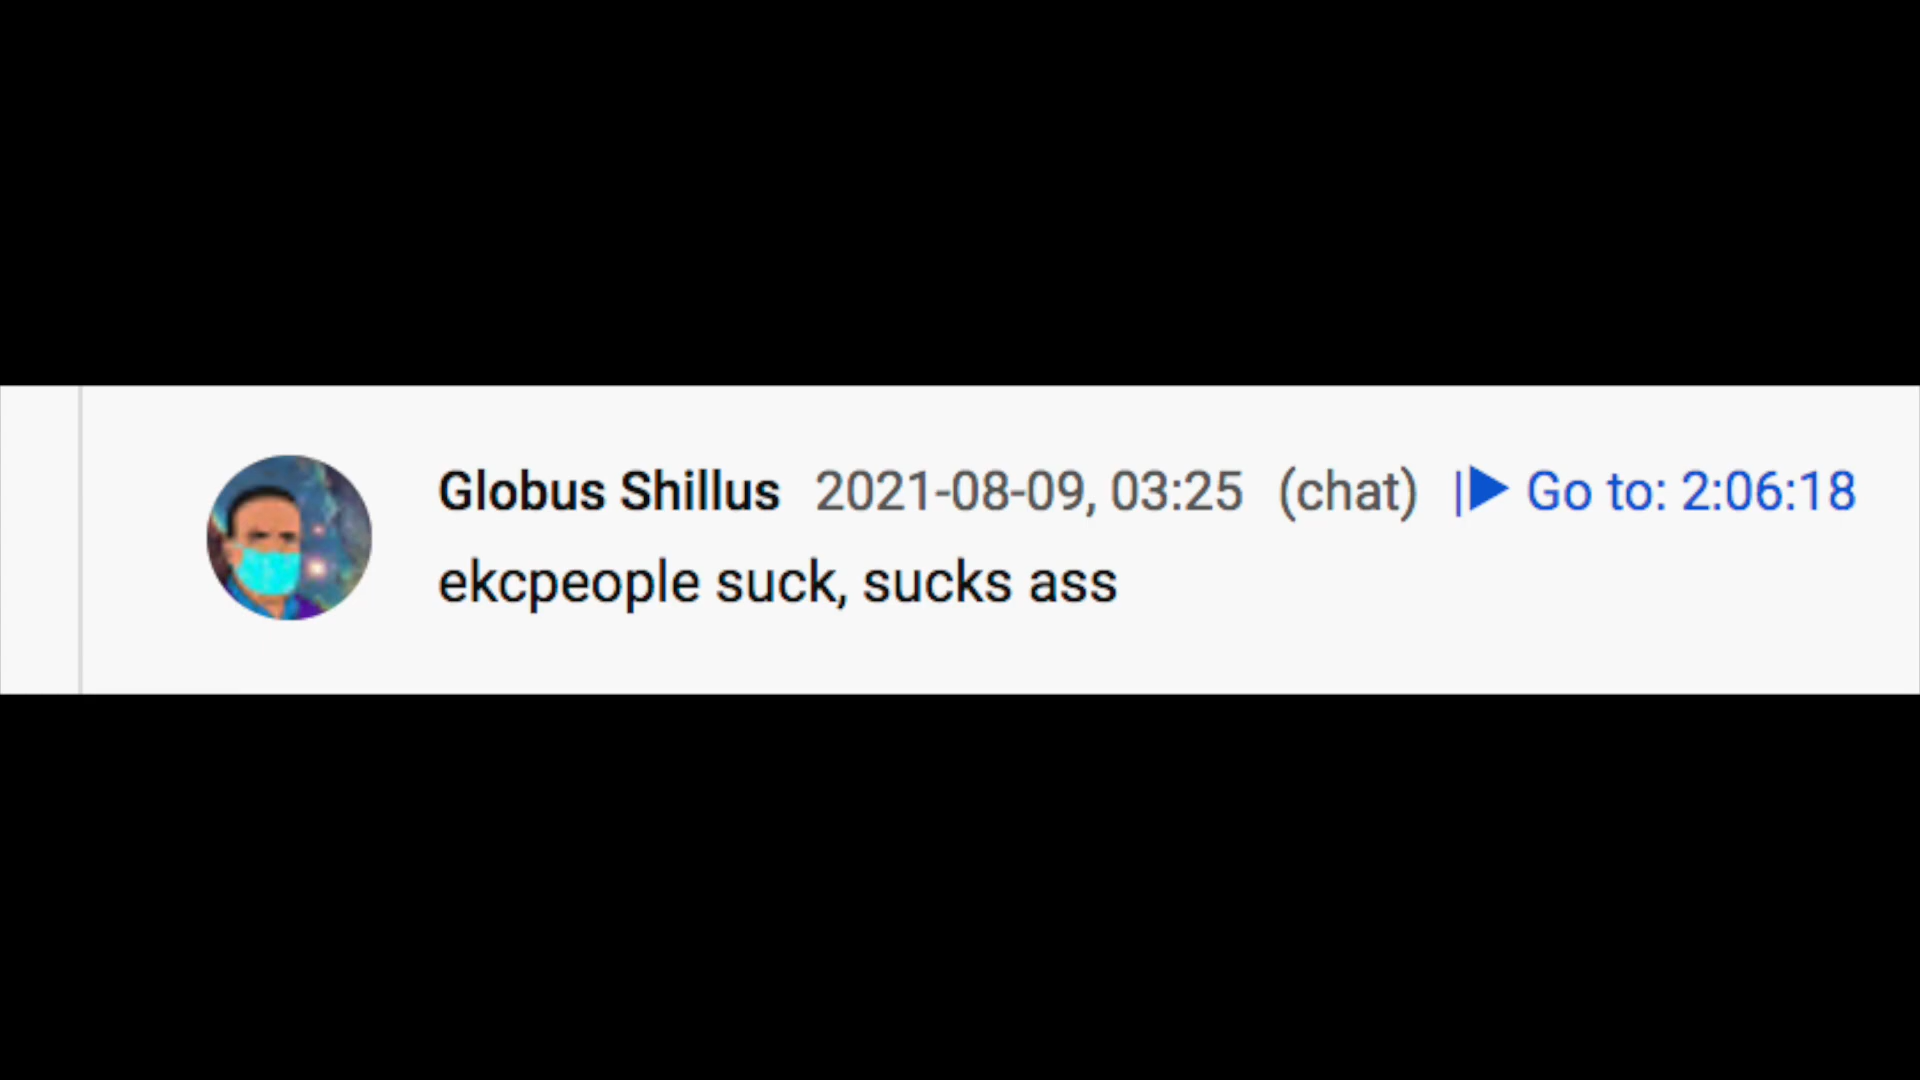 Globus Shillus 2021-08-09, 03:25 (chat) |▶ Go to: 2:06:18
ekcpeople suck, sucks ass